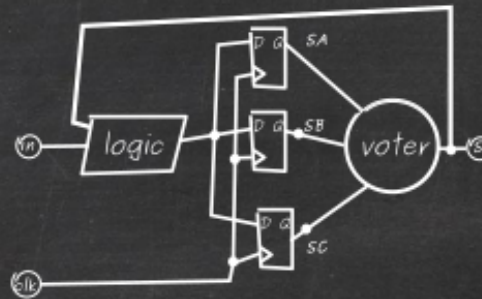 D Q SA
D Q SB
in
logic
voter
s
D Q
SC
clk